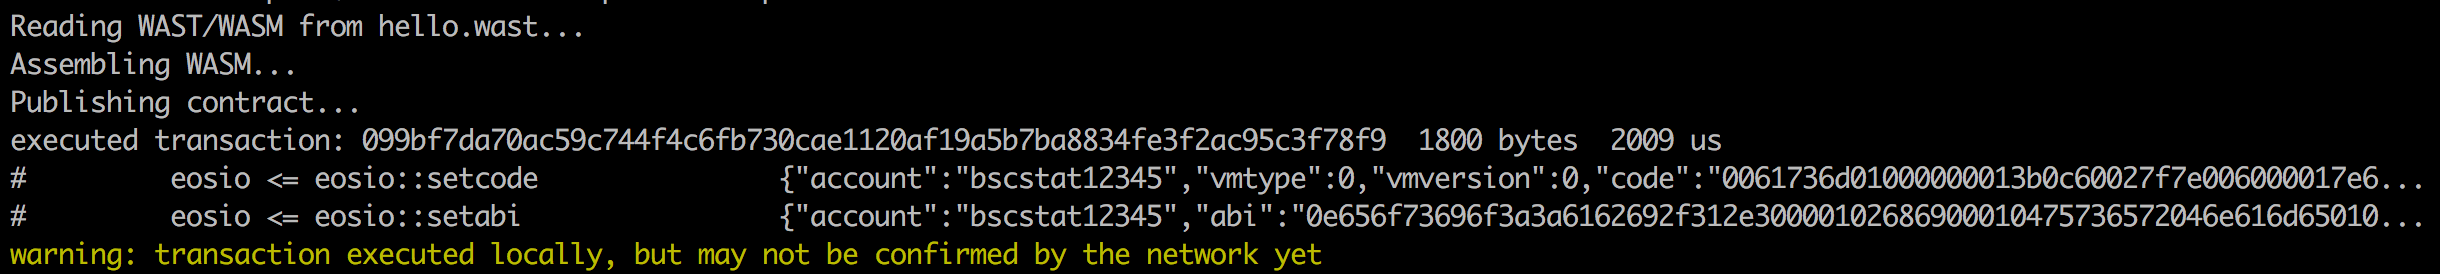 Reading WAST/WASM from hello.wast...
Assembling WASM...
Publishing contract...
executed transaction: 099bf7da70ac59c744f4c6fb730cae1120af19a5b7ba8834fe3f2ac95c3f78f9  1800 bytes  2009 us
#         eosio <= eosio::setcode               {"account":"bscstat12345","vmtype":0,"vmversion":0,"code":"0061736d01000000013b0c60027f7e006000017e6...
#         eosio <= eosio::setabi                {"account":"bscstat12345","abi":"0e656f73696f3a3a6162692f312e30000102686900010475736572046e616d65010...
warning: transaction executed locally, but may not be confirmed by the network yet